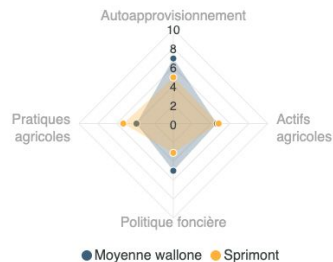 Autoapprovisionnement
10
8
6
4
2
0
Pratiques
agricoles
Actifs
agricoles
Politique foncière
Moyenne wallone
Sprimont